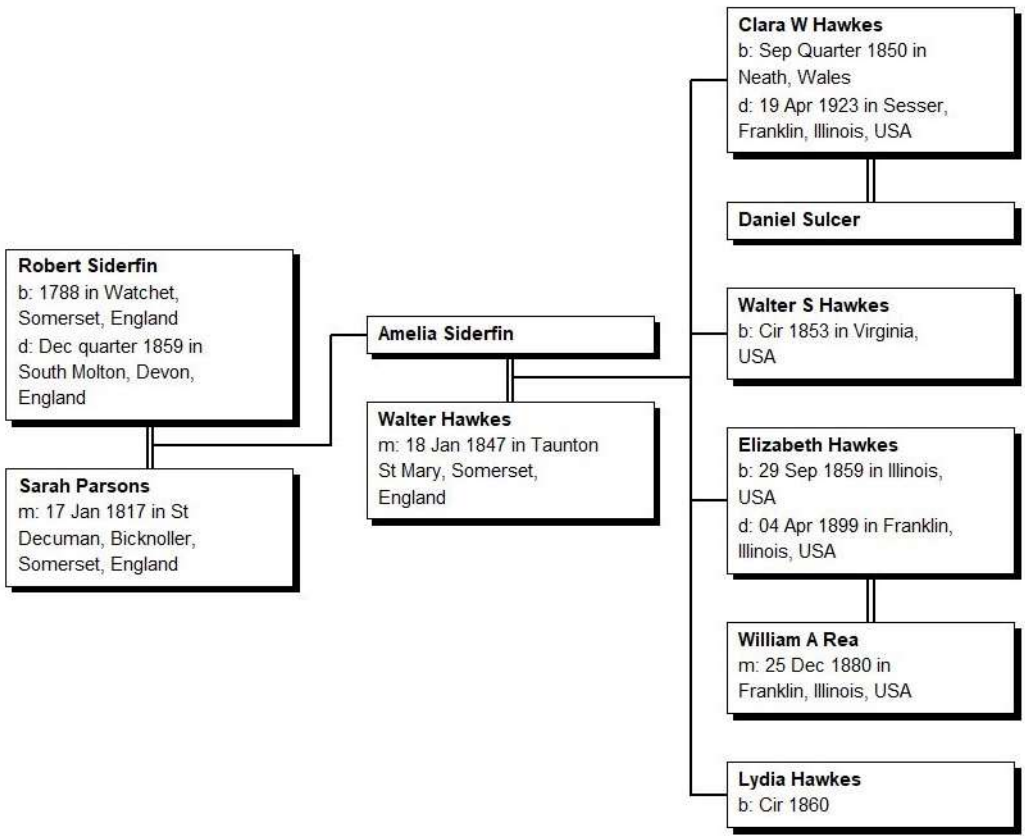 Robert Siderfin
b: 1788 in Watchet,
Somerset, England
d: Dec quarter 1859 in
South Molton, Devon,
England
Sarah Parsons
m: 17 Jan 1817 in St
Decuman, Bicknoller,
Somerset, England
Amelia Siderfin
Walter Hawkes
m: 18 Jan 1847 in Taunton
St Mary, Somerset,
England
Clara W Hawkes
b: Sep Quarter 1850 in
Neath, Wales
d: 19 Apr 1923 in Sesser,
Franklin, Illinois, USA
Daniel Sulcer
Walter S Hawkes
b: Cir 1853 in Virginia,
USA
Elizabeth Hawkes
b: 29 Sep 1859 in Illinois,
USA
d: 04 Apr 1899 in Franklin,
Illinois, USA
William A Rea
m: 25 Dec 1880 in
Franklin, Illinois, USA
Lydia Hawkes
b: Cir 1860